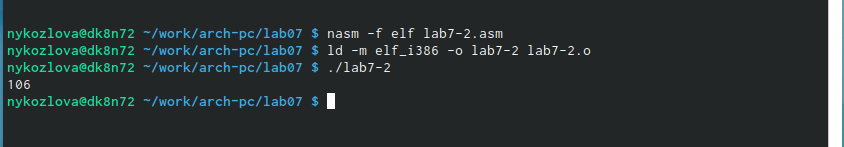 nykozlova@dk8n72 ~/work/arch-pc/lab07 $ nasm -f elf lab7-2.asm
nykozlova@dk8n72 ~/work/arch-pc/lab07 $ ld -m elf_i386 -o lab7-2 lab7-2.o
nykozlova@dk8n72 ~/work/arch-pc/lab07 $ ./lab7-2
106
nykozlova@dk8n72 ~/work/arch-pc/lab07 $